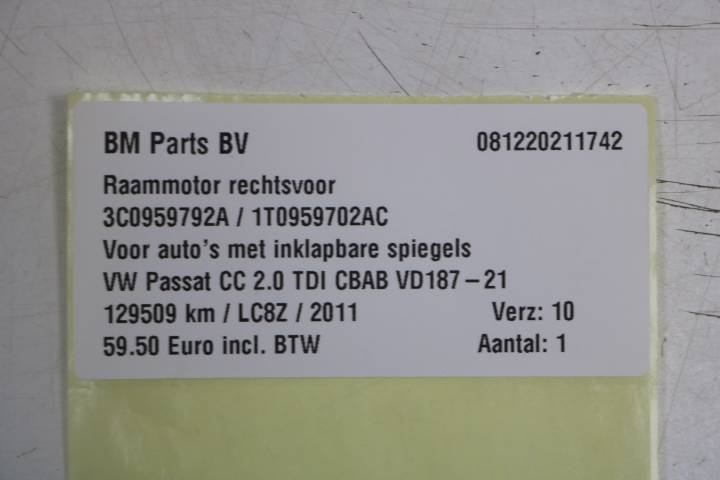 BM Parts BV 081220211742
Raammotor rechtsvoor
3C0959792A / 1T0959702AC
Voor auto's met inklapbare spiegels
VW Passat CC 2.0 TDI CBAB VD187-21
129509 km / LC8Z / 2011 Verz: 10
59.50 Euro incl. BTW Aantal: 1